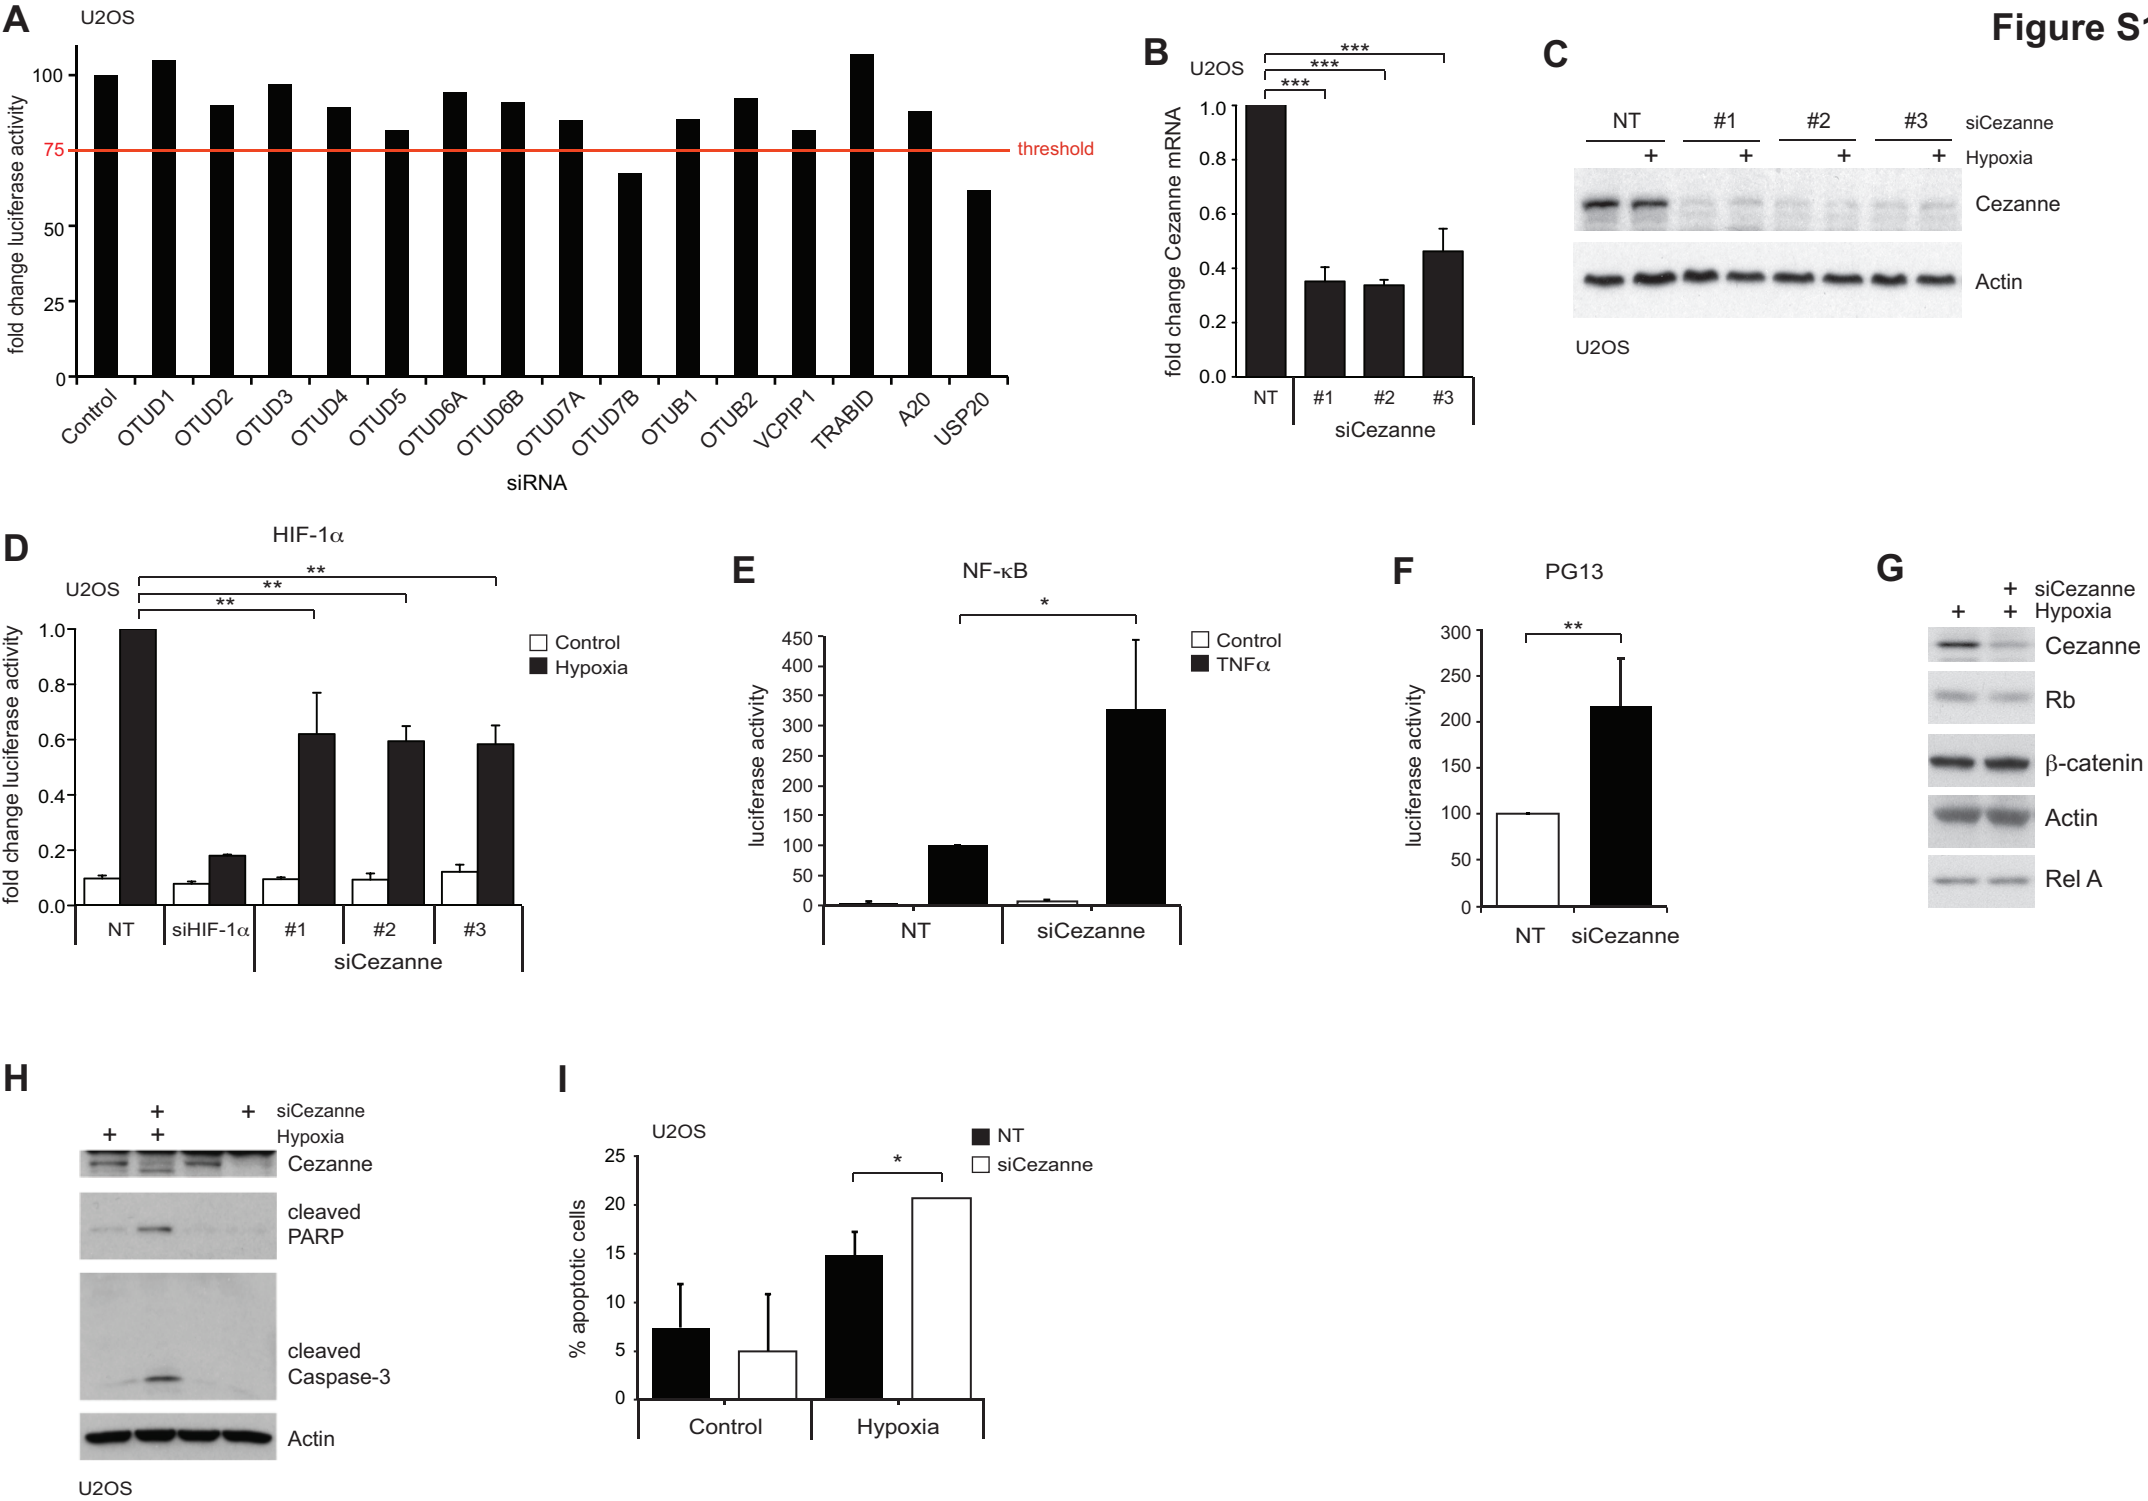 Figure S1
A
U2OS
fold change luciferase activity
100
75
50
25
0
threshold
Control
OTUD1
OTUD2
OTUD3
OTUD4
OTUD5
OTUD6A
OTUD6B
OTUD7A
OTUD7B
OTUB1
OTUB2
VCPIP1
TRABID
A20
USP20
siRNA
B
U2OS
***
***
***
fold change Cezanne mRNA
1.0
0.8
0.6
0.4
0.2
0.0
NT #1 #2 #3
siCezanne
C
NT #1 #2 #3 siCezanne
+ + + + Hypoxia
Cezanne
Actin
U2OS
D
HIF-1α
U2OS
**
**
**
fold change luciferase activity
1.0
0.8
0.6
0.4
0.2
0.0
Control
Hypoxia
NT siHIF-1α #1 #2 #3
siCezanne
E
NF-κB
*
luciferase activity
450
400
350
300
250
200
150
100
50
0
Control
TNFα
NT siCezanne
F
PG13
**
luciferase activity
300
250
200
150
100
50
0
NT siCezanne
G
+ siCezanne
+ + Hypoxia
Cezanne
Rb
β-catenin
Actin
Rel A
H
+ + siCezanne
+ + Hypoxia
Cezanne
cleaved
PARP
cleaved
Caspase-3
Actin
U2OS
I
U2OS
NT
siCezanne
*
% apoptotic cells
25
20
15
10
5
0
Control Hypoxia